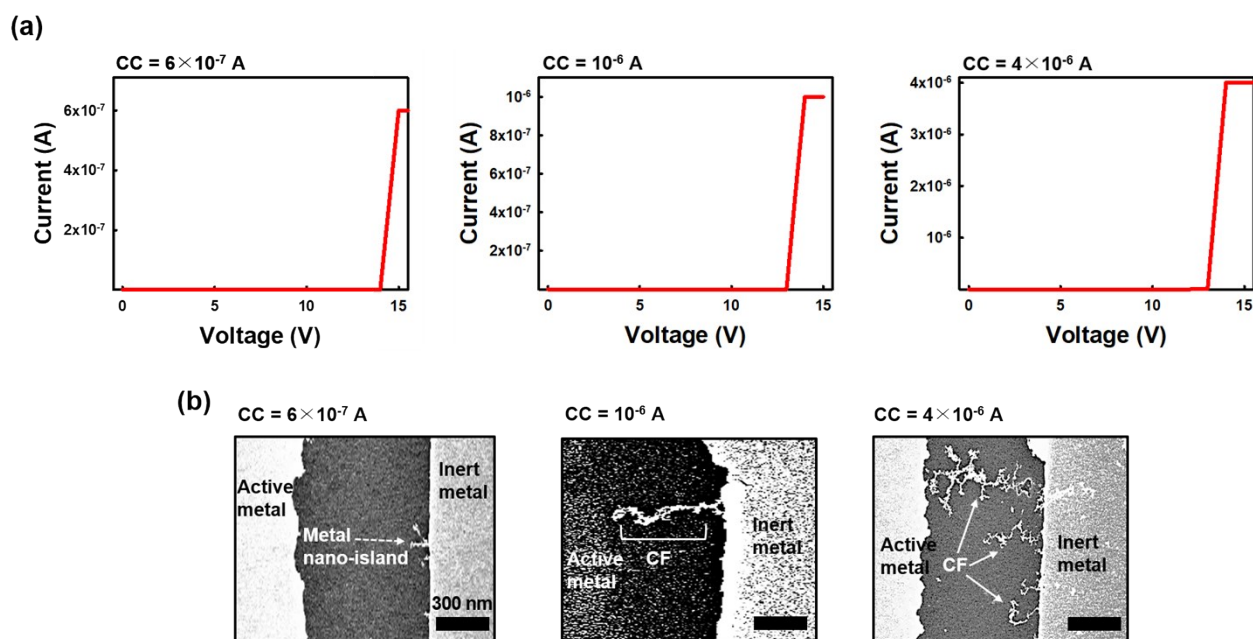 (a)
CC = 6×10⁻⁷ A
6x10⁻⁷
4x10⁻⁷
2x10⁻⁷
0
5
10
15
Current (A)
Voltage (V)
CC = 10⁻⁶ A
10⁻⁶
8x10⁻⁷
6x10⁻⁷
4x10⁻⁷
2x10⁻⁷
0
5
10
15
Current (A)
Voltage (V)
CC = 4×10⁻⁶ A
4x10⁻⁶
3x10⁻⁶
2x10⁻⁶
10⁻⁶
0
5
10
15
Current (A)
Voltage (V)
(b)
CC = 6×10⁻⁷ A
Active
metal
Inert
metal
Metal
nano-island
300 nm
CC = 10⁻⁶ A
Active
metal
CF
Inert
metal
CC = 4×10⁻⁶ A
Active
metal
CF
Inert
metal